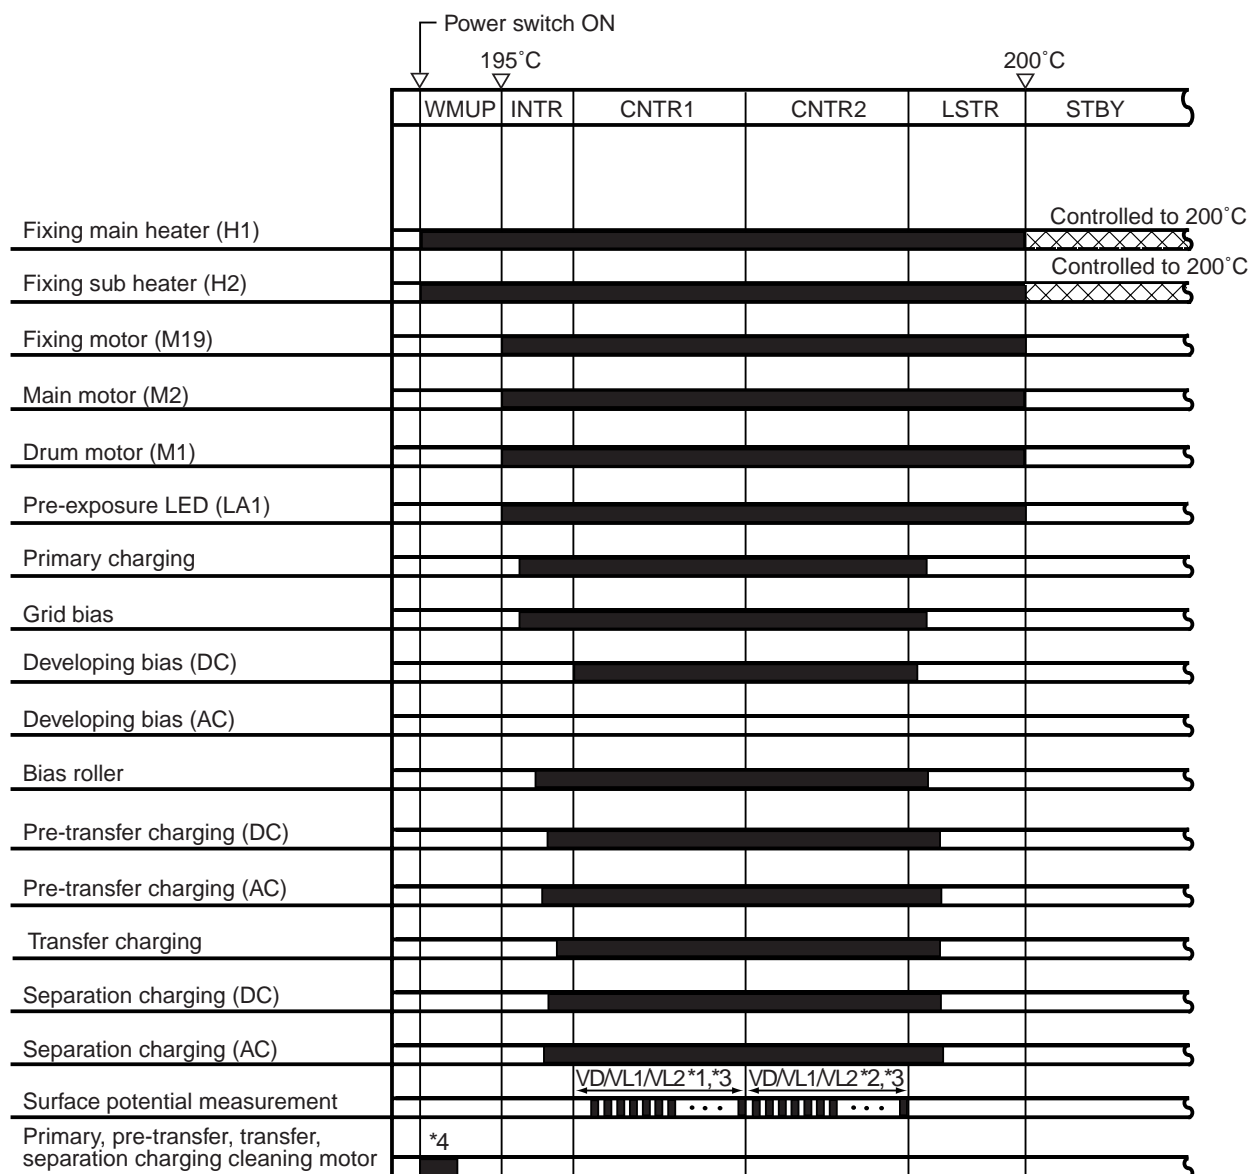 Power switch ON
195˚C 200˚C
WMUP INTR CNTR1 CNTR2 LSTR STBY
Controlled to 200˚C
Fixing main heater (H1)
Controlled to 200˚C
Fixing sub heater (H2)
Fixing motor (M19)
Main motor (M2)
Drum motor (M1)
Pre-exposure LED (LA1)
Primary charging
Grid bias
Developing bias (DC)
Developing bias (AC)
Bias roller
Pre-transfer charging (DC)
Pre-transfer charging (AC)
Transfer charging
Separation charging (DC)
Separation charging (AC)
VD/VL1/VL2 *1,*3 VD/VL1/VL2 *2,*3
Surface potential measurement
Primary, pre-transfer, transfer,
separation charging cleaning motor
*4